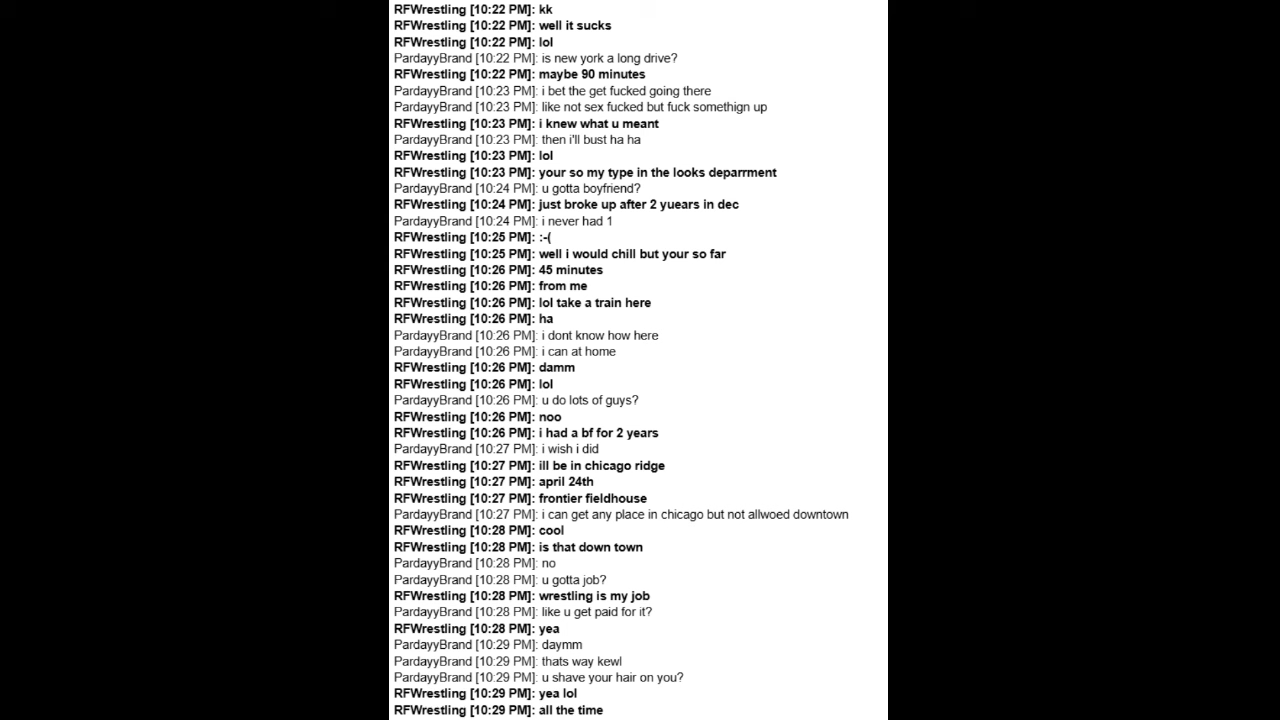 RFWrestling [10:22 PM]: kk
RFWrestling [10:22 PM]: well it sucks
RFWrestling [10:22 PM]: lol
PardayyBrand [10:22 PM]: is new york a long drive?
RFWrestling [10:22 PM]: maybe 90 minutes
PardayyBrand [10:23 PM]: i bet the get fucked going there
PardayyBrand [10:23 PM]: like not sex fucked but fuck somethign up
RFWrestling [10:23 PM]: i knew what u meant
PardayyBrand [10:23 PM]: then i'll bust ha ha
RFWrestling [10:23 PM]: lol
RFWrestling [10:23 PM]: your so my type in the looks deparrment
PardayyBrand [10:24 PM]: u gotta boyfriend?
RFWrestling [10:24 PM]: just broke up after 2 yuears in dec
PardayyBrand [10:24 PM]: i never had 1
RFWrestling [10:25 PM]: :-(
RFWrestling [10:25 PM]: well i would chill but your so far
RFWrestling [10:26 PM]: 45 minutes
RFWrestling [10:26 PM]: from me
RFWrestling [10:26 PM]: lol take a train here
RFWrestling [10:26 PM]: ha
PardayyBrand [10:26 PM]: i dont know how here
PardayyBrand [10:26 PM]: i can at home
RFWrestling [10:26 PM]: damm
RFWrestling [10:26 PM]: lol
PardayyBrand [10:26 PM]: u do lots of guys?
RFWrestling [10:26 PM]: noo
RFWrestling [10:26 PM]: i had a bf for 2 years
PardayyBrand [10:27 PM]: i wish i did
RFWrestling [10:27 PM]: ill be in chicago ridge
RFWrestling [10:27 PM]: april 24th
RFWrestling [10:27 PM]: frontier fieldhouse
PardayyBrand [10:27 PM]: i can get any place in chicago but not allwoed downtown
RFWrestling [10:28 PM]: cool
RFWrestling [10:28 PM]: is that down town
PardayyBrand [10:28 PM]: no
PardayyBrand [10:28 PM]: u gotta job?
RFWrestling [10:28 PM]: wrestling is my job
PardayyBrand [10:28 PM]: like u get paid for it?
RFWrestling [10:28 PM]: yea
PardayyBrand [10:29 PM]: daymm
PardayyBrand [10:29 PM]: thats way kewl
PardayyBrand [10:29 PM]: u shave your hair on you?
RFWrestling [10:29 PM]: yea lol
RFWrestling [10:29 PM]: all the time